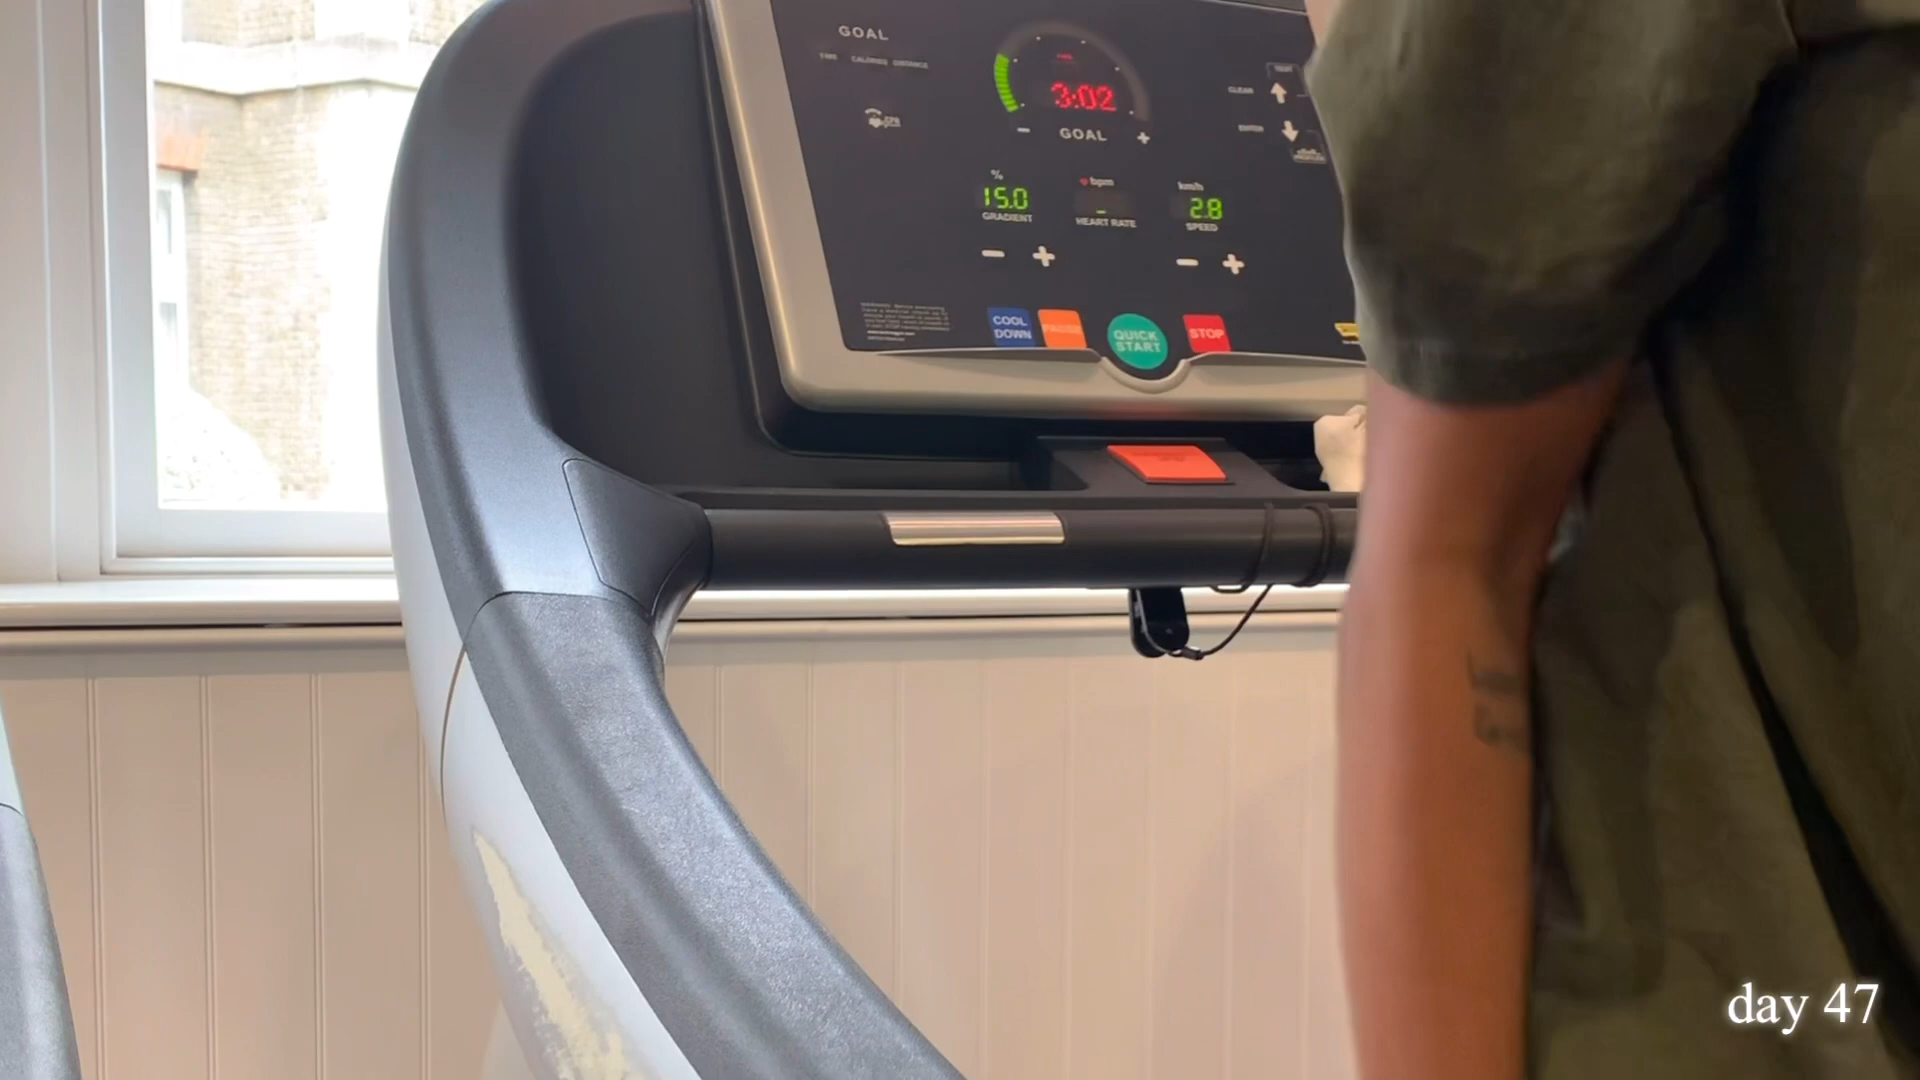 GOAL
TIME CALORIES DISTANCE
CPR
3:02
GOAL
CLEAR
ENTER
%
15.0
GRADIENT
bpm
HEART RATE
km/h
2.8
SPEED
COOL
DOWN
PAUSE
QUICK
START
STOP
day 47